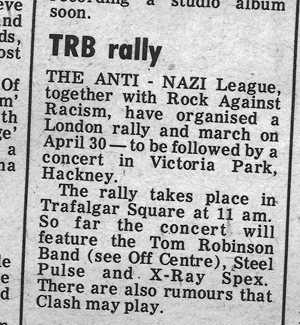 a studio album
soon.
TRB rally
THE ANTI - NAZI League,
together with Rock Against
Racism, have organised a
London rally and march on
April 30 — to be followed by a
concert in Victoria Park,
Hackney.
The rally takes place in
Trafalgar Square at 11 am.
So far the concert will
feature the Tom Robinson
Band (see Off Centre), Steel
Pulse and X-Ray Spex.
There are also rumours that
Clash may play.